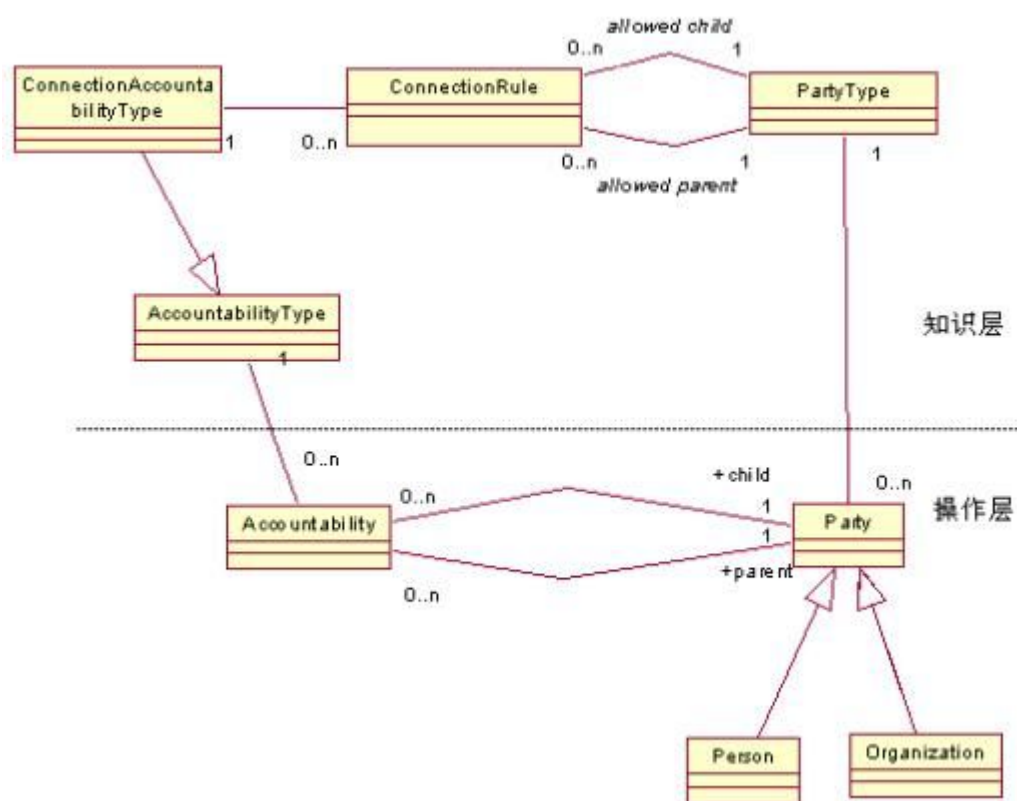 allowed child
0..n
1
ConnectionAccounta
bilityType
ConnectionRule
PartyType
1
0..n
0..n
1
1
allowed parent
AccountabilityType
1
知识层
0..n
0..n
+child
1
0..n
Accountability
Party
操作层
1
0..n
+parent
Person
Organization